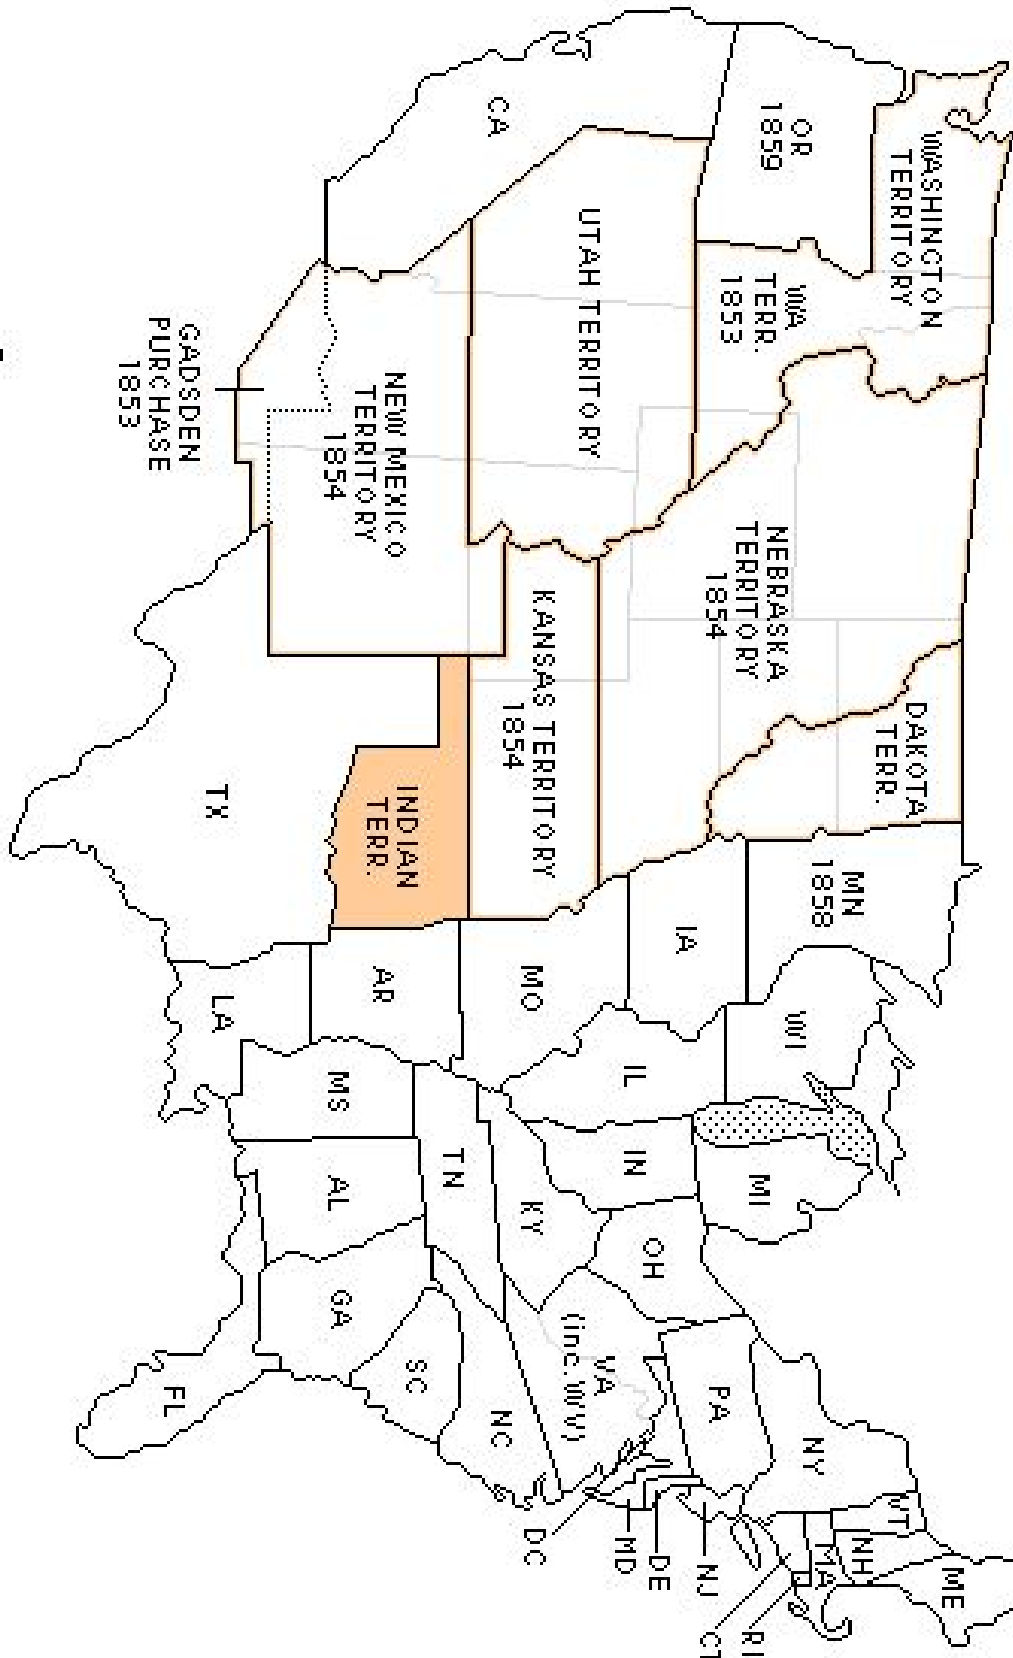 WASHINGTON
TERRITORY
OR
1859
WA
TERR.
1853
CA
UTAH TERRITORY
NEW MEXICO
TERRITORY
1854
GADSDEN
PURCHASE
1853
NEBRASKA
TERRITORY
1854
KANSAS TERRITORY
1854
DAKOTA
TERR.
INDIAN
TERR.
TX
MN
1858
IA
MO
AR
LA
WI
IL
MS
MI
IN
OH
KY
TN
AL
GA
FL
SC
NC
VA
(inc. WV)
PA
NY
VT
NH
MA
ME
RI
CT
NJ
DE
MD
DC